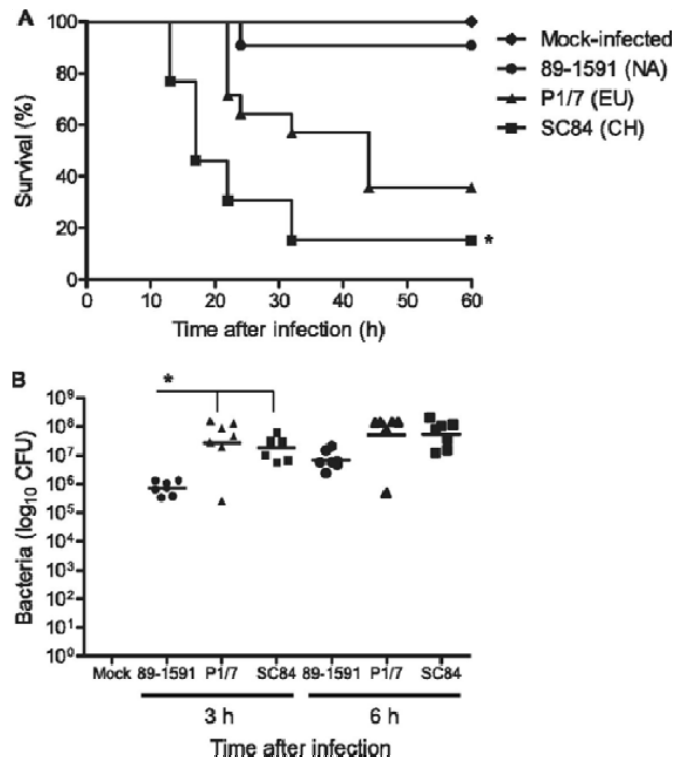 A
100
80
60
40
20
0
Survival (%)
0 10 20 30 40 50 60
Time after infection (h)
Mock-infected
89-1591 (NA)
P1/7 (EU)
SC84 (CH)
*
B
*
10⁹
10⁸
10⁷
10⁶
10⁵
10⁴
10³
10²
10¹
10⁰
Bacteria (log₁₀ CFU)
Mock 89-1591 P1/7 SC84 89-1591 P1/7 SC84
3 h 6 h
Time after infection